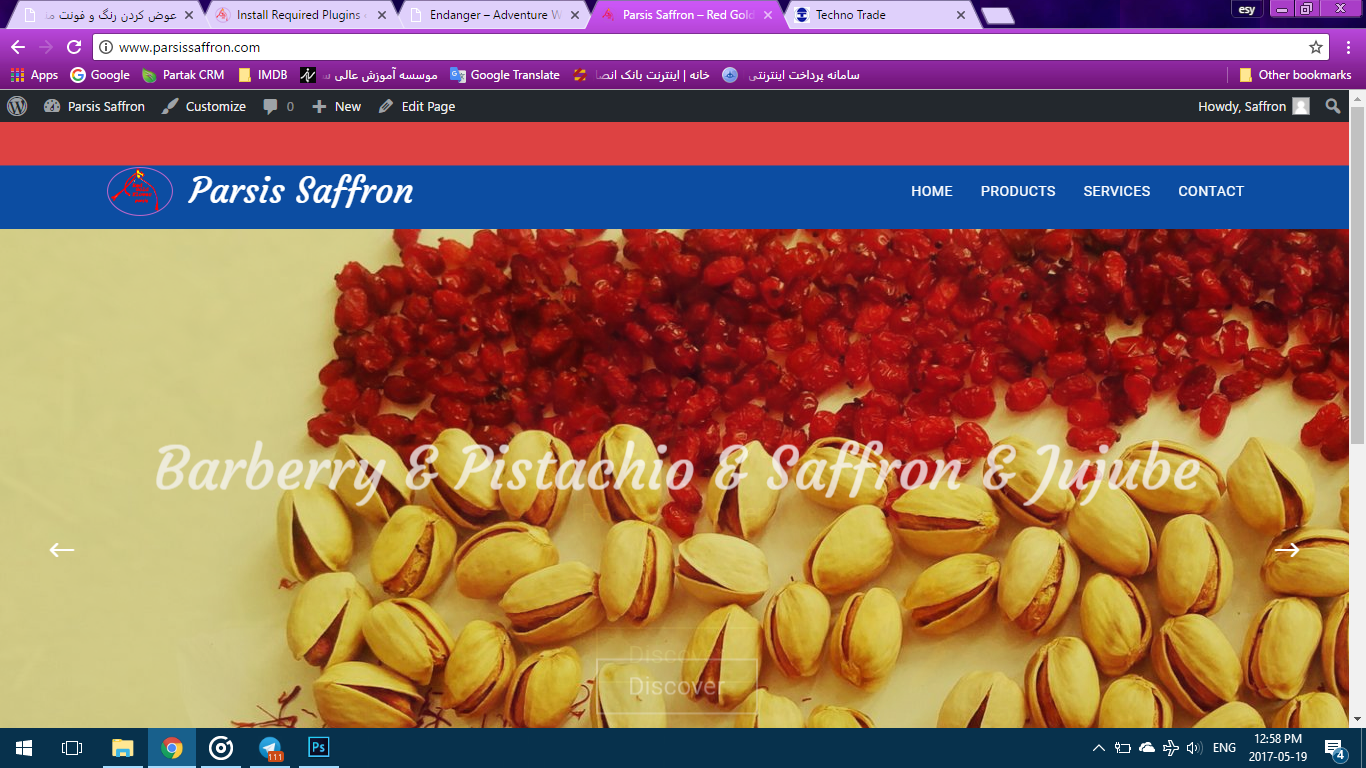 عوض کردن رنگ و فونت
Install Required Plugins
Endanger – Adventure W
Parsis Saffron – Red Gold
Techno Trade
esy
www.parsissaffron.com
Apps
Google
Partak CRM
IMDB
موسسه آموزش عالی
Google Translate
خانه | اینترنت بانک انصا
سامانه پرداخت اینترنتی
Other bookmarks
Parsis Saffron
Customize
0
New
Edit Page
Howdy, Saffron
Parsis Saffron
HOME
PRODUCTS
SERVICES
CONTACT
Barberry & Pistachio & Saffron & Jujube
Discover
Discover
Ps
111
ENG
12:58 PM
2017-05-19
4